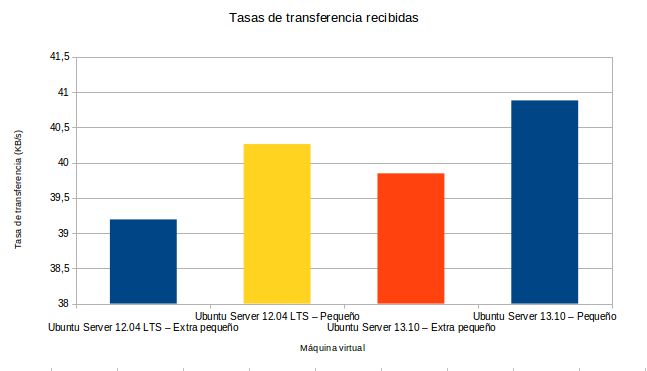 Tasas de transferencia recibidas
41,5
41
40,5
40
39,5
39
38,5
38
Tasa de transferencia (KB/s)
Ubuntu Server 12.04 LTS – Extra pequeño
Ubuntu Server 12.04 LTS – Pequeño
Ubuntu Server 13.10 – Extra pequeño
Ubuntu Server 13.10 – Pequeño
Máquina virtual